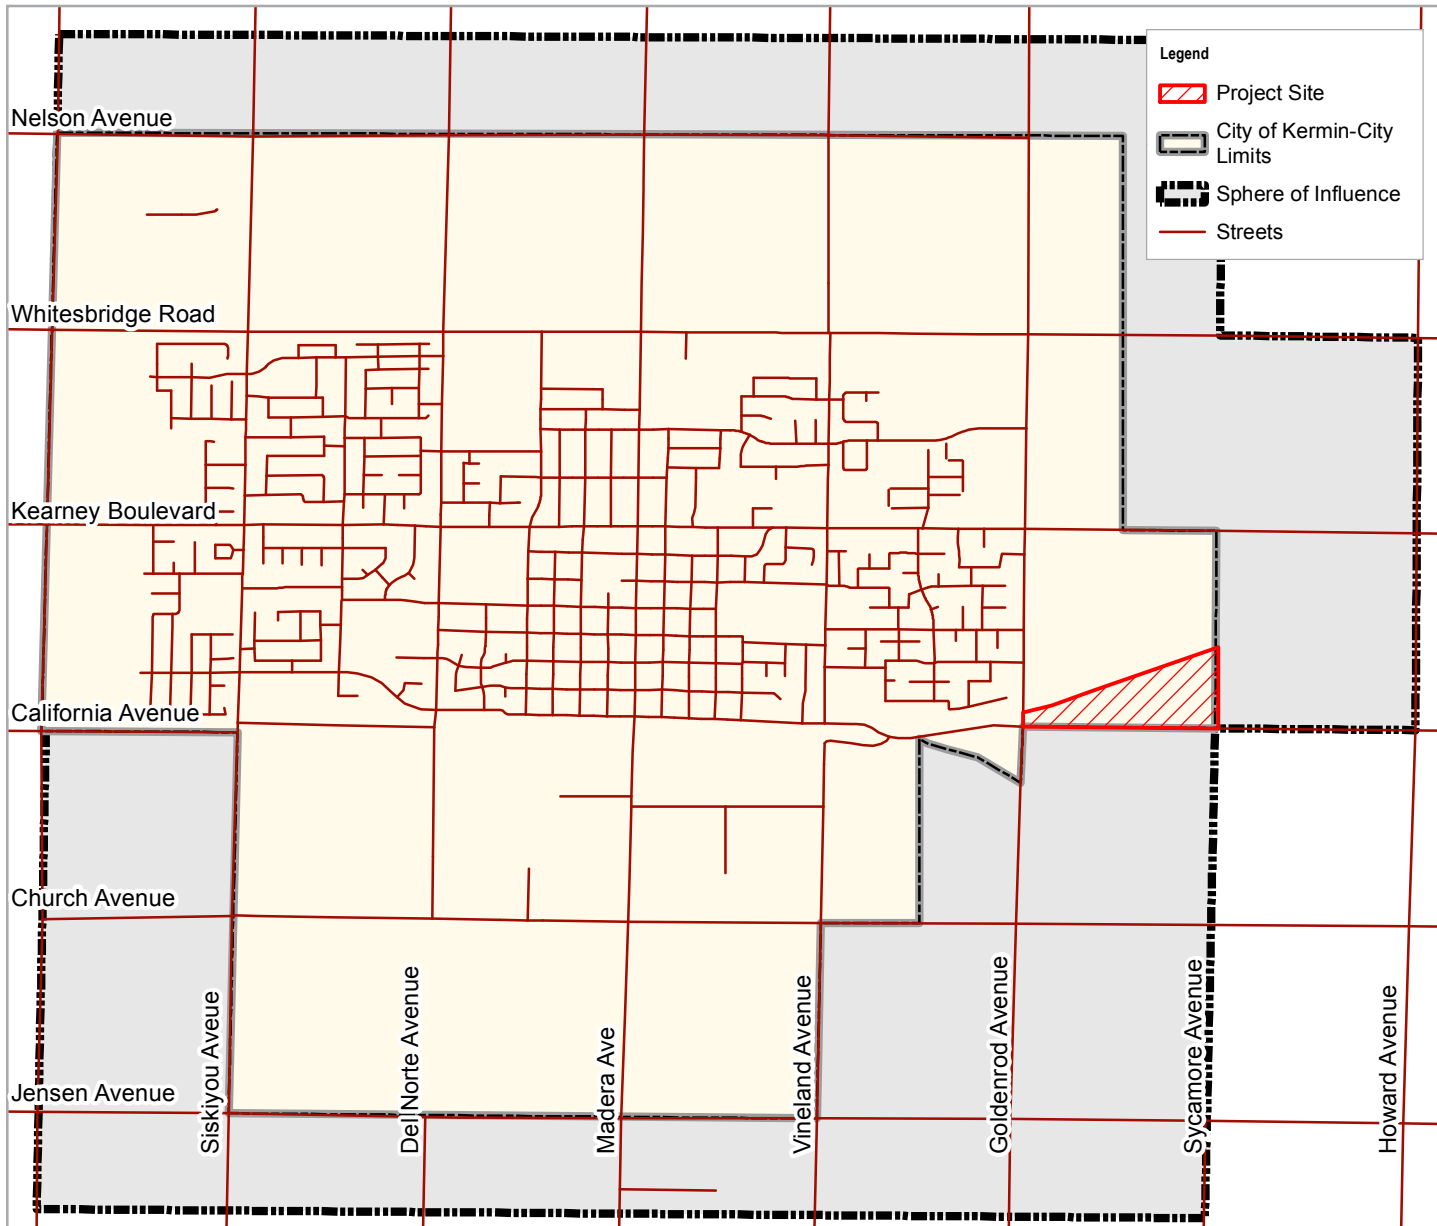 Legend
Project Site
City of Kermin-City
Limits
Sphere of Influence
Streets
Nelson Avenue
Whitesbridge Road
Kearney Boulevard
California Avenue
Church Avenue
Jensen Avenue
Siskiyou Aveue
Del Norte Avenue
Madera Ave
Vineland Avenue
Goldenrod Avenue
Sycamore Avenue
Howard Avenue